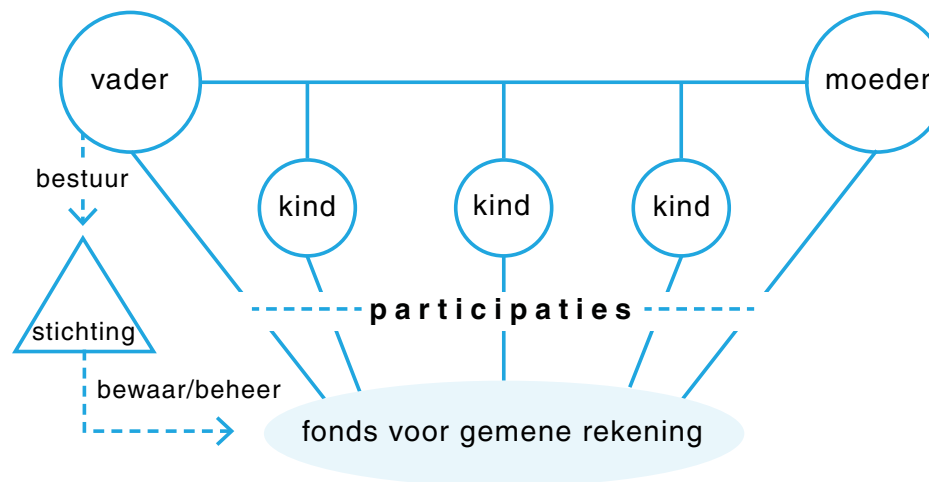 vader
moeder
bestuur
kind
kind
kind
participaties
stichting
bewaar/beheer
fonds voor gemene rekening